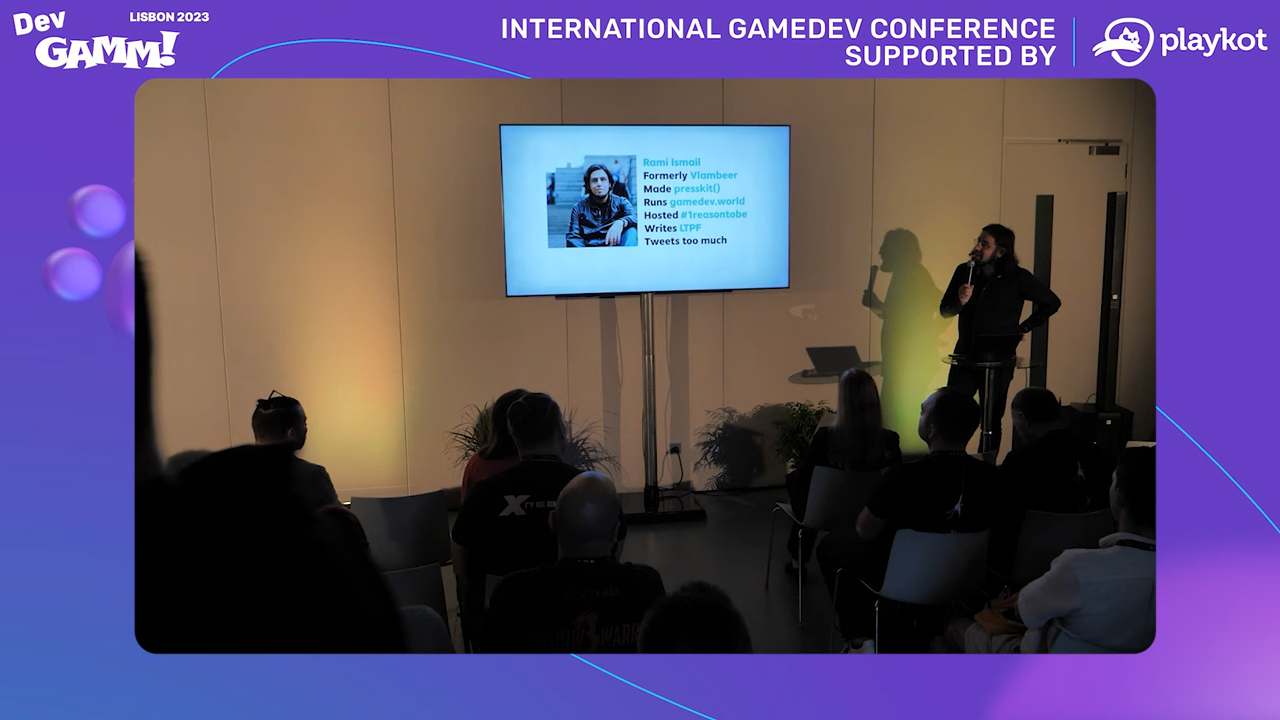 Dev
GAMM!
LISBON 2023
INTERNATIONAL GAMEDEV CONFERENCE
SUPPORTED BY
playkot
Rami Ismail
Formerly Vlambeer
Made presskit()
Runs gamedev.world
Hosted #1reasontobe
Writes LTPF
Tweets too much